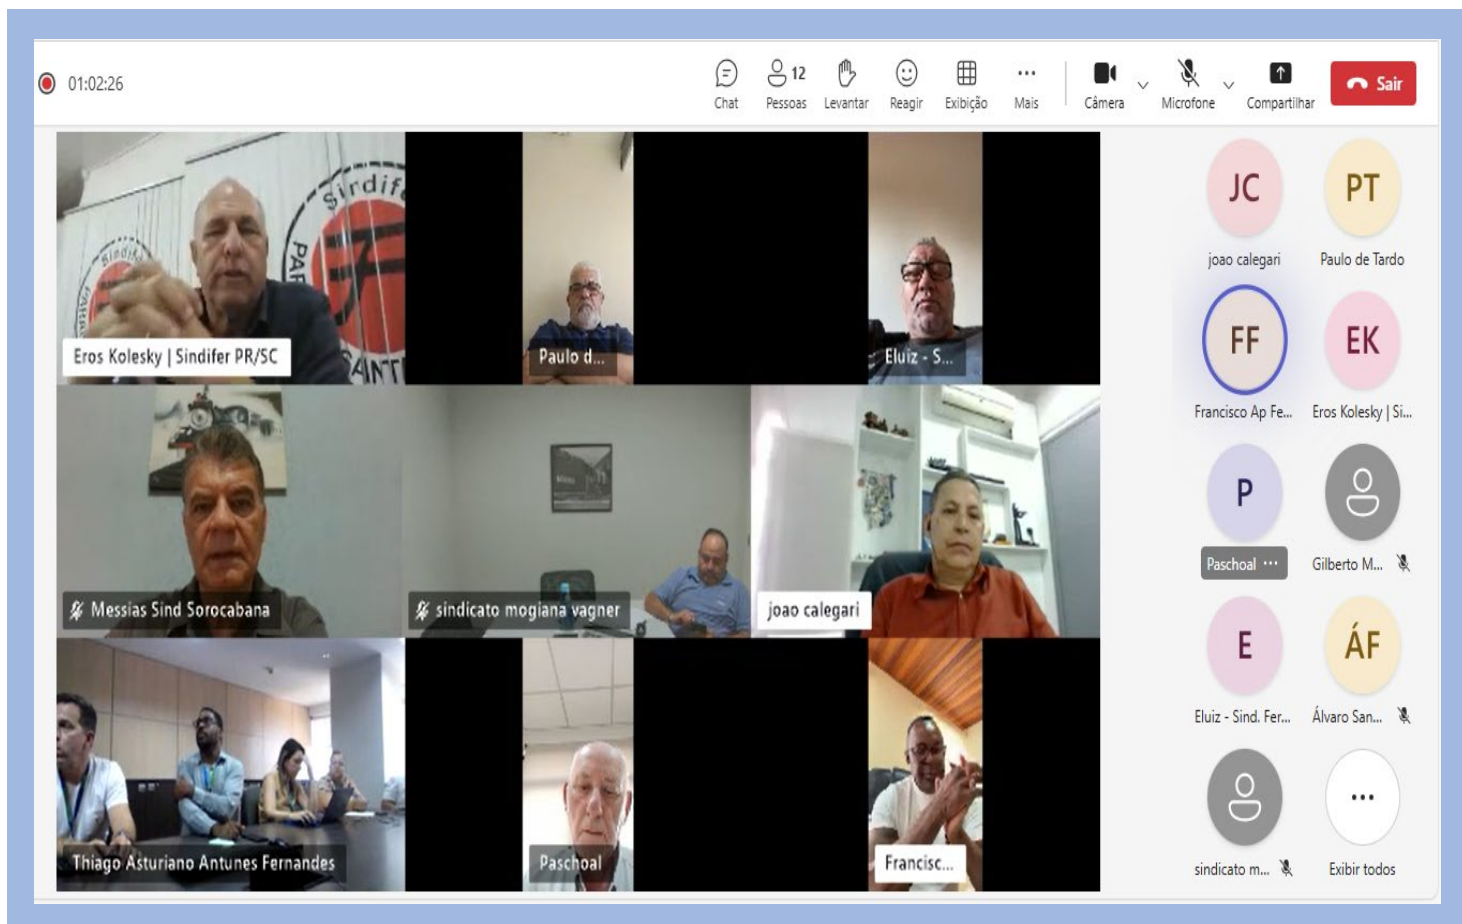 01:02:26
12
Chat
Pessoas
Levantar
Reagir
Exibição
Mais
Câmera
Microfone
Compartilhar
Sair
Sindifer
PAR
SANT
Eros Kolesky | Sindifer PR/SC
Paulo d...
Eluiz - S...
Messias Sind Sorocabana
sindicato mogiana vagner
joao calegari
Thiago Asturiano Antunes Fernandes
Paschoal
Francisc...
JC
PT
joao calegari
Paulo de Tardo
FF
EK
Francisco Ap Fe...
Eros Kolesky | Si...
P
Paschoal ...
Gilberto M...
E
ÁF
Eluiz - Sind. Fer...
Álvaro San...
sindicato m...
Exibir todos